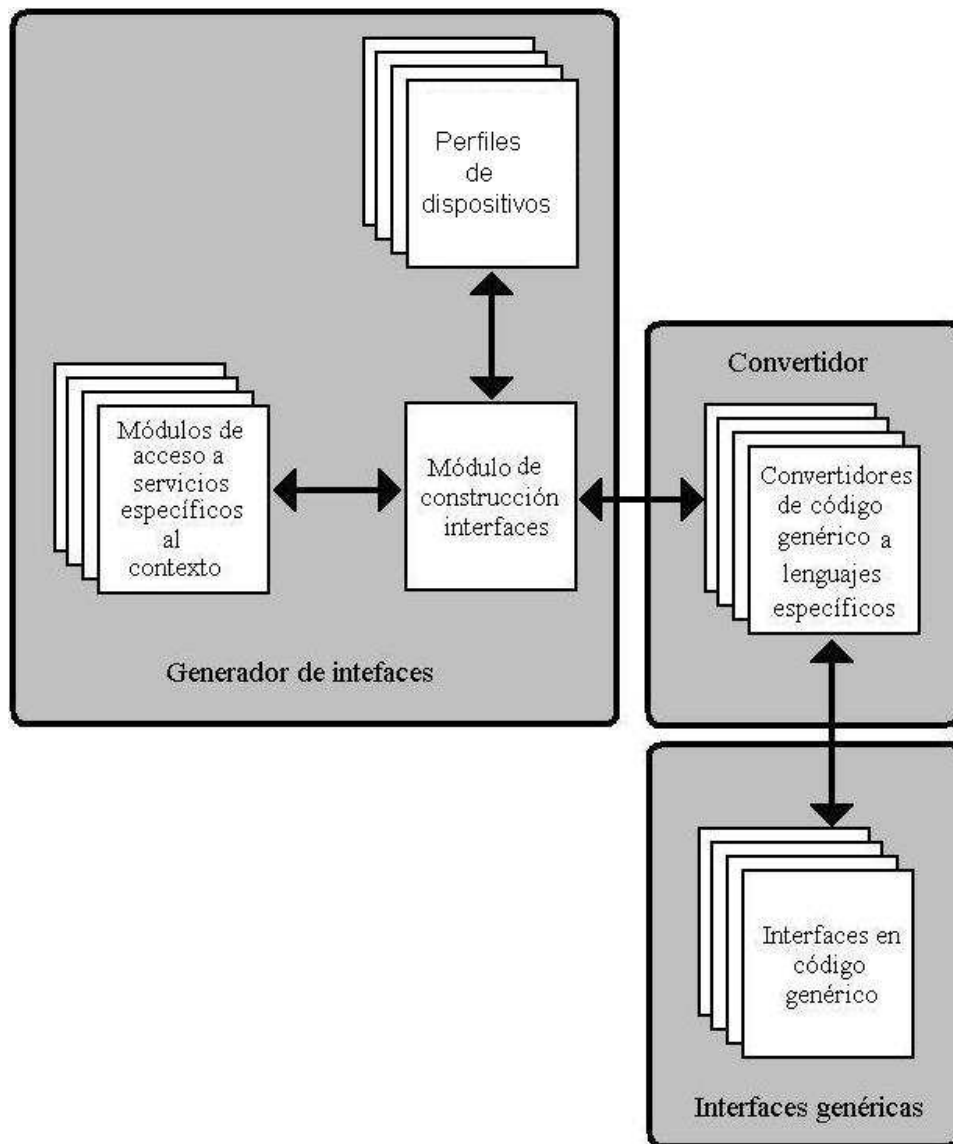 Perfiles
de
dispositivos
Convertidor
Módulos de
acceso a
servicios
específicos
al
contexto
Módulo de
construcción
interfaces
Convertidores
de código
genérico a
lenguajes
específicos
Generador de intefaces
Interfaces en
código
genérico
Interfaces genéricas